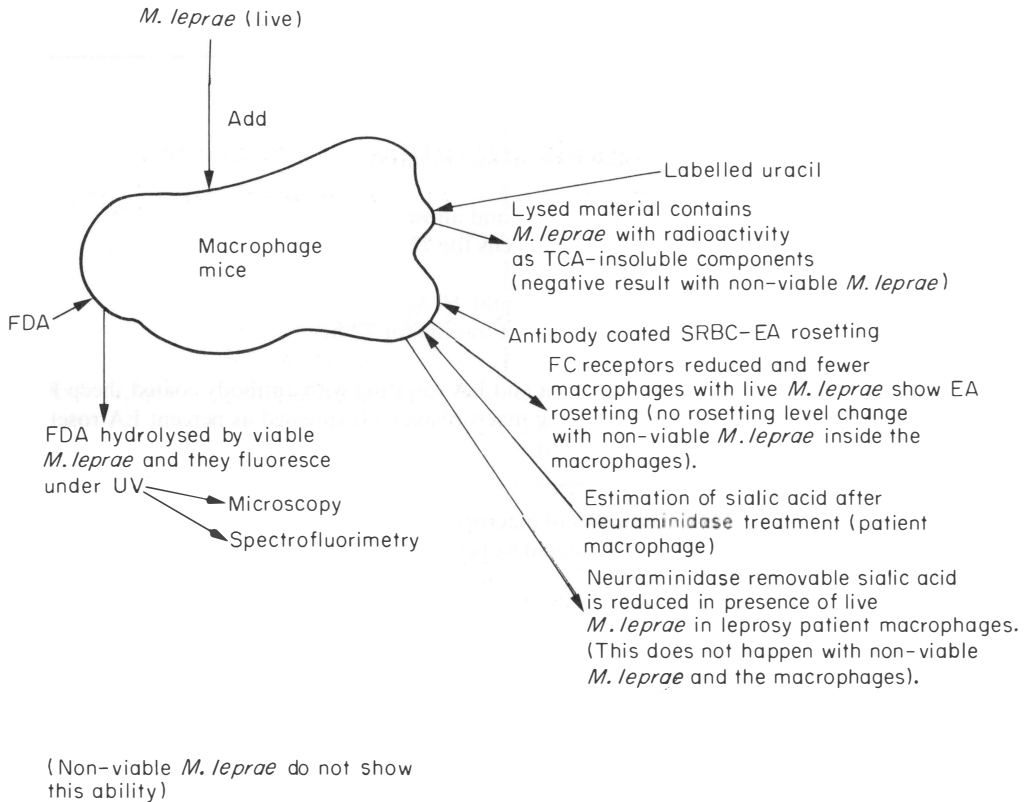 M. leprae (live)
Add
Macrophage
mice
FDA
FDA hydrolysed by viable
M. leprae and they fluoresce
under UV
Microscopy
Spectrofluorimetry
Labelled uracil
Lysed material contains
M. leprae with radioactivity
as TCA-insoluble components
(negative result with non-viable M. leprae)
Antibody coated SRBC-EA rosetting
FC receptors reduced and fewer
macrophages with live M. leprae show EA
rosetting (no rosetting level change
with non-viable M. leprae inside the
macrophages).
Estimation of sialic acid after
neuraminidase treatment (patient
macrophage)
Neuraminidase removable sialic acid
is reduced in presence of live
M. leprae in leprosy patient macrophages.
(This does not happen with non-viable
M. leprae and the macrophages).
(Non-viable M. leprae do not show
this ability)